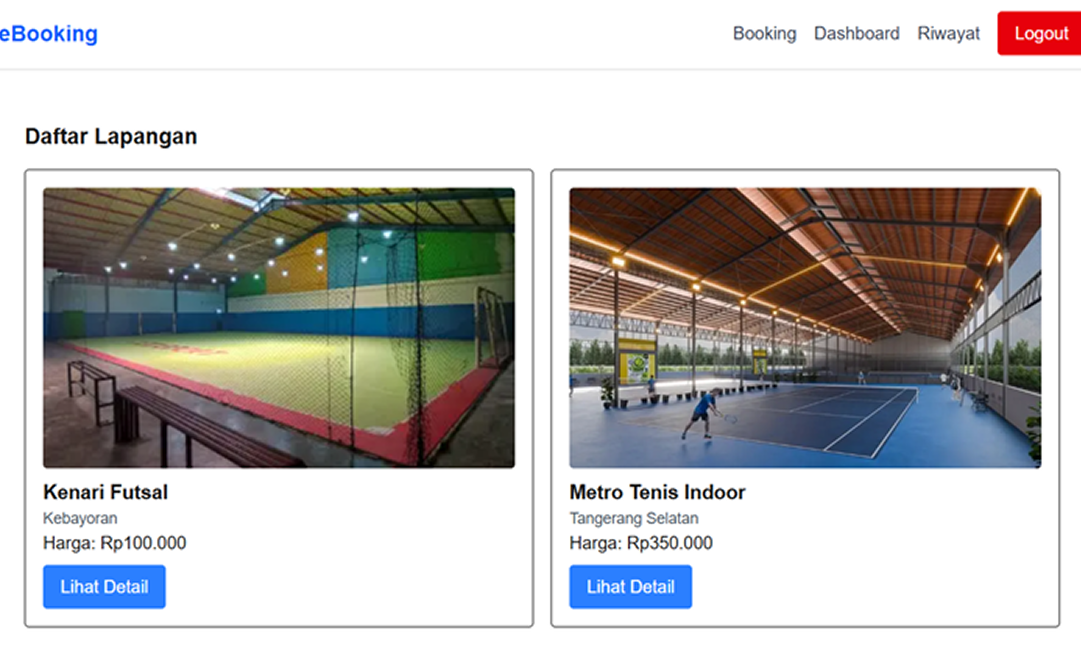 eBooking
Booking Dashboard Riwayat Logout
Daftar Lapangan
Kenari Futsal
Kebayoran
Harga: Rp100.000
Lihat Detail
Metro Tenis Indoor
Tangerang Selatan
Harga: Rp350.000
Lihat Detail